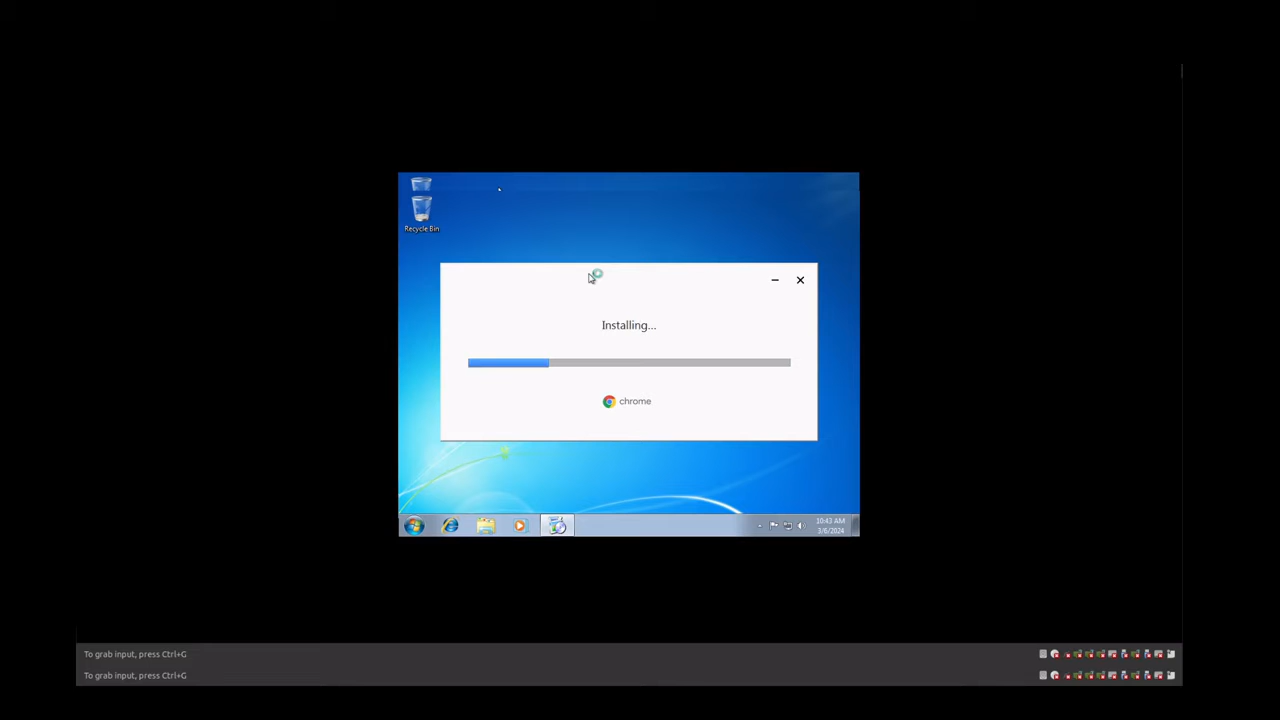 Recycle Bin
Installing...
chrome
10:43 AM
3/6/2024
To grab input, press Ctrl+G
To grab input, press Ctrl+G